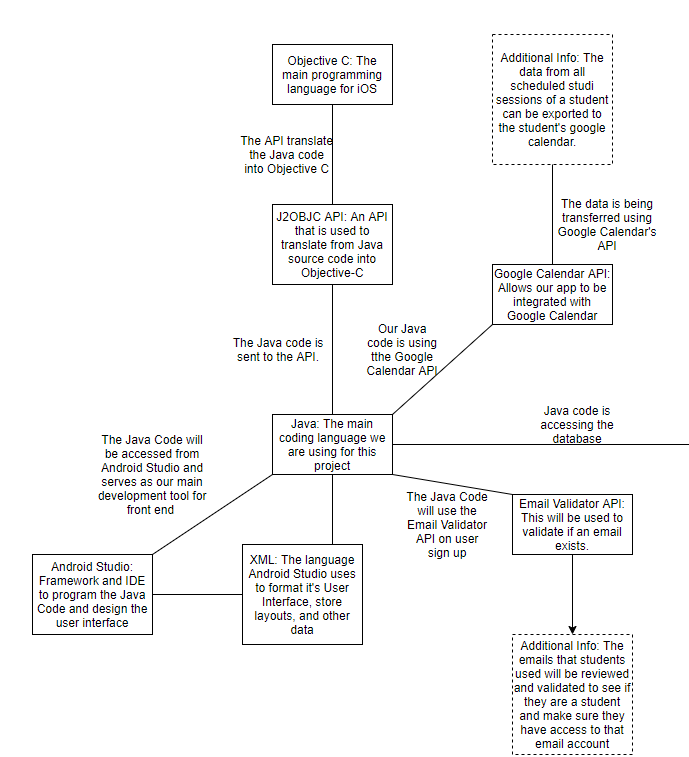 Objective C: The
main programming
language for iOS
Additional Info: The
data from all
scheduled studi
sessions of a student
can be exported to
the student's google
calendar.
The API translate
the Java code
into Objective C
The data is being
transferred using
Google Calendar's
API
J2OBJC API: An API
that is used to
translate from Java
source code into
Objective-C
Google Calendar API:
Allows our app to be
integrated with
Google Calendar
The Java code is
sent to the API.
Our Java
code is using
tthe Google
Calendar API
Java: The main
coding language we
are using for this
project
Java code is
accessing the
database
The Java Code will
be accessed from
Android Studio and
serves as our main
development tool for
front end
The Java Code
will use the
Email Validator
API on user
sign up
Email Validator API:
This will be used to
validate if an email
exists.
Android Studio:
Framework and IDE
to program the Java
Code and design the
user interface
XML: The language
Android Studio uses
to format it's User
Interface, store
layouts, and other
data
Additional Info: The
emails that students
used will be reviewed
and validated to see if
they are a student
and make sure they
have access to that
email account